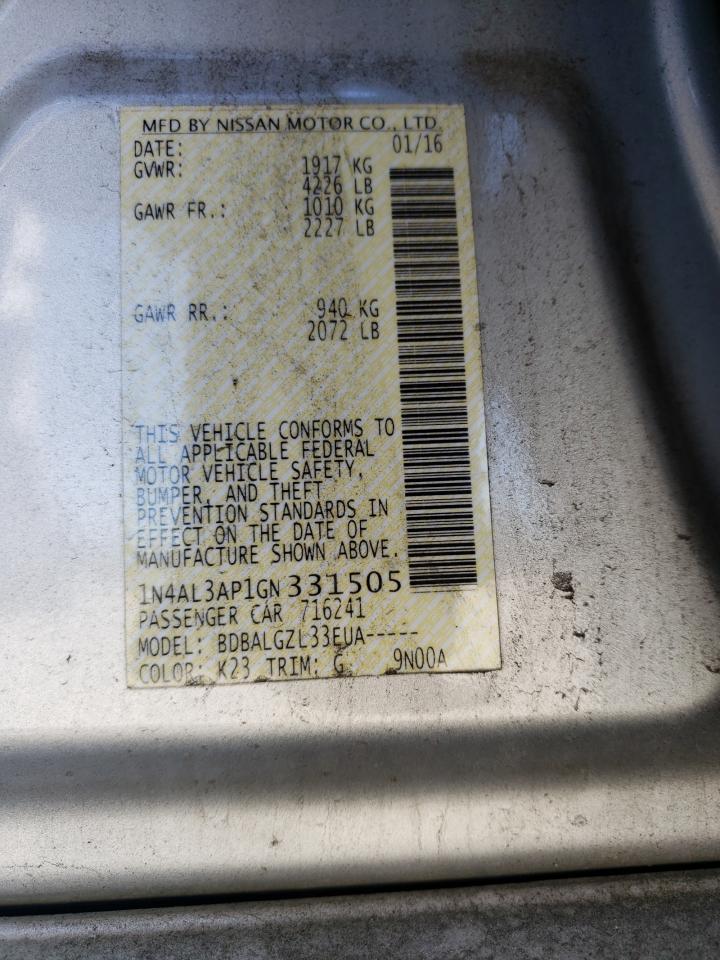 MFD BY NISSAN MOTOR CO., LTD.
DATE: 01/16
GVWR: 1917 KG
4226 LB
GAWR FR.: 1010 KG
2227 LB
GAWR RR.: 940 KG
2072 LB
THIS VEHICLE CONFORMS TO
ALL APPLICABLE FEDERAL
MOTOR VEHICLE SAFETY,
BUMPER, AND THEFT
PREVENTION STANDARDS IN
EFFECT ON THE DATE OF
MANUFACTURE SHOWN ABOVE.
1N4AL3AP1GN 331505
PASSENGER CAR 716241
MODEL: BDBALGZL33EUA-----
COLOR: K23 TRIM: G 9N00A